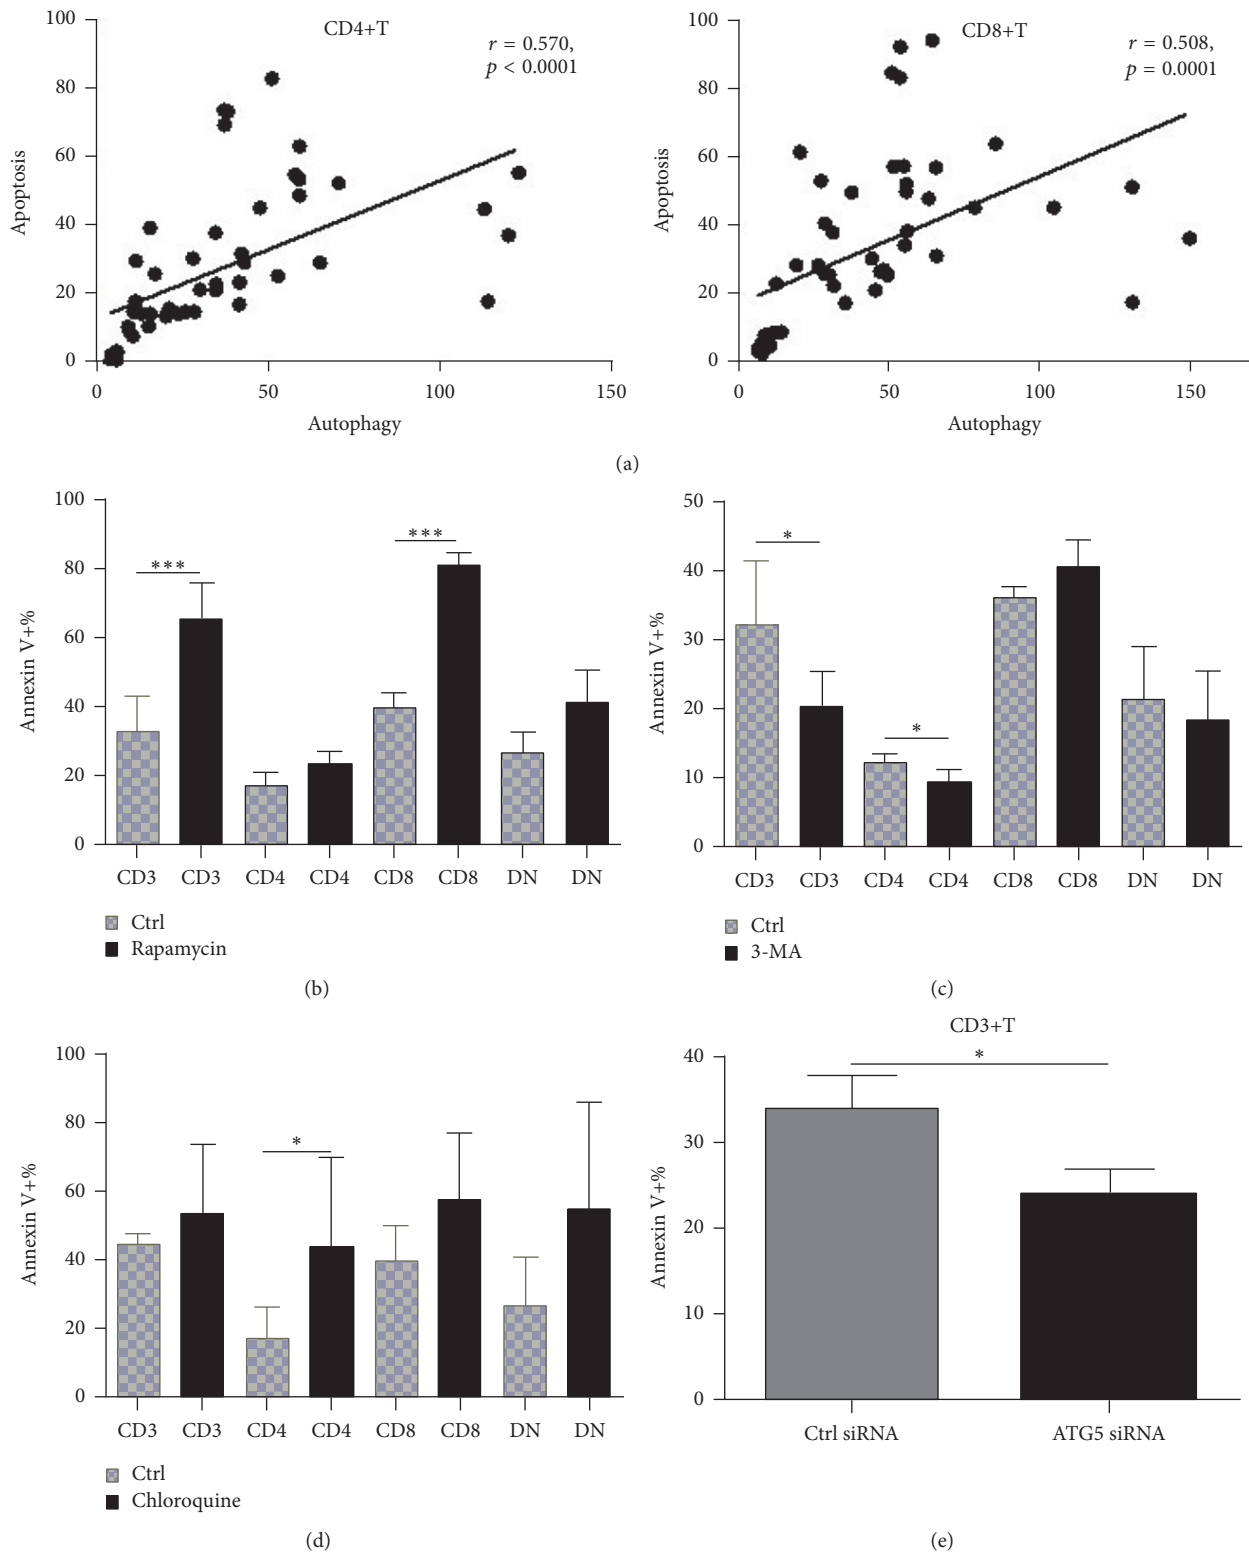 CD4+T
r = 0.570,
p < 0.0001
100
80
60
40
20
0
Apoptosis
0 50 100 150
Autophagy
CD8+T
r = 0.508,
p = 0.0001
100
80
60
40
20
0
Apoptosis
0 50 100 150
Autophagy
(a)
100
80
60
40
20
0
Annexin V+%
***
***
CD3 CD3 CD4 CD4 CD8 CD8 DN DN
Ctrl
Rapamycin
(b)
50
40
30
20
10
0
Annexin V+%
*
*
CD3 CD3 CD4 CD4 CD8 CD8 DN DN
Ctrl
3-MA
(c)
100
80
60
40
20
0
Annexin V+%
*
CD3 CD3 CD4 CD4 CD8 CD8 DN DN
Ctrl
Chloroquine
(d)
CD3+T
40
30
20
10
0
Annexin V+%
*
Ctrl siRNA ATG5 siRNA
(e)